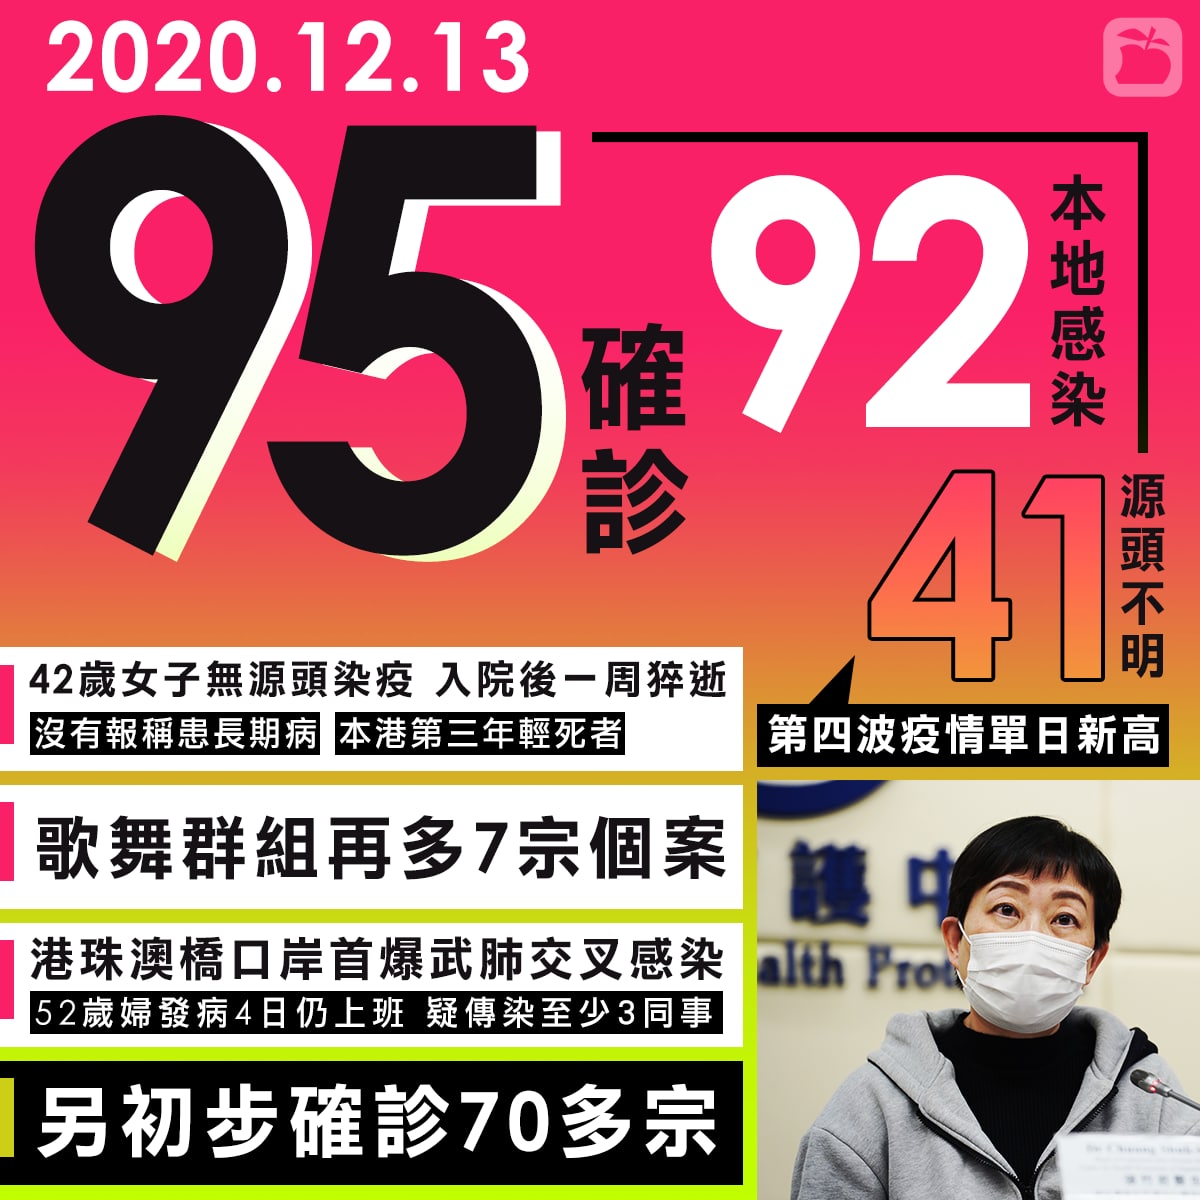 2020.12.13
95
確診
92
本地感染
41
源頭不明
第四波疫情單日新高
42歲女子無源頭染疫 入院後一周猝逝
沒有報稱患長期病 本港第三年輕死者
歌舞群組再多7宗個案
港珠澳橋口岸首爆武肺交叉感染
52歲婦發病4日仍上班 疑傳染至少3同事
另初步確診70多宗
護中
alth Prot